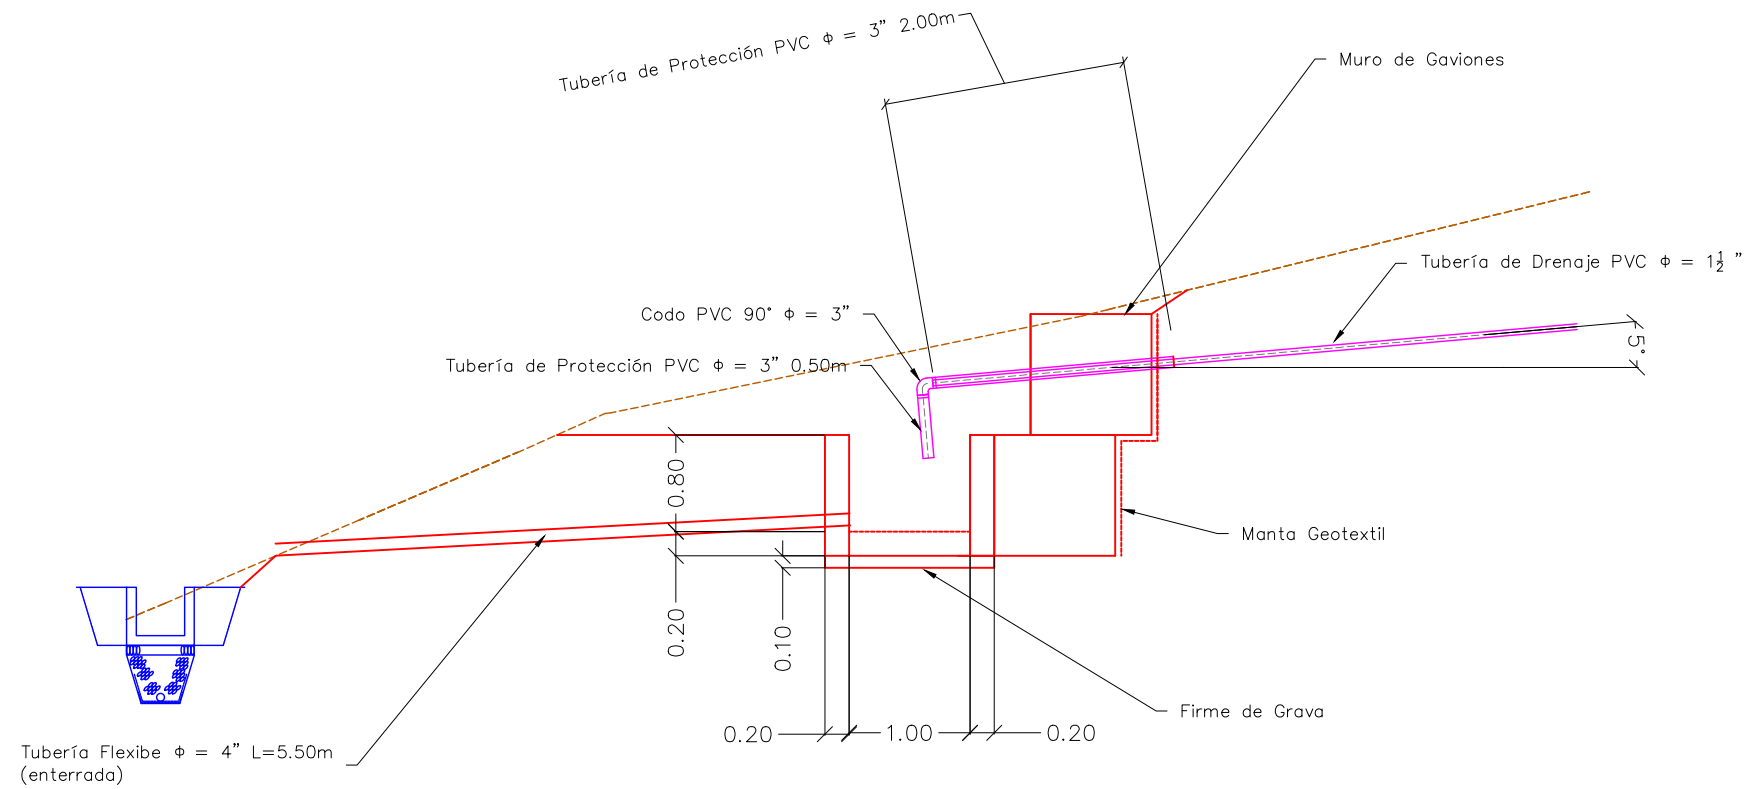 Tubería de Protección PVC ϕ = 3” 2.00m
Muro de Gaviones
Tubería de Drenaje PVC ϕ = 1½ ”
Codo PVC 90° ϕ = 3”
5°
Tubería de Protección PVC ϕ = 3” 0.50m
0.80
Manta Geotextil
0.20
0.10
Firme de Grava
0.20
1.00
0.20
Tubería Flexibe ϕ = 4” L=5.50m
(enterrada)